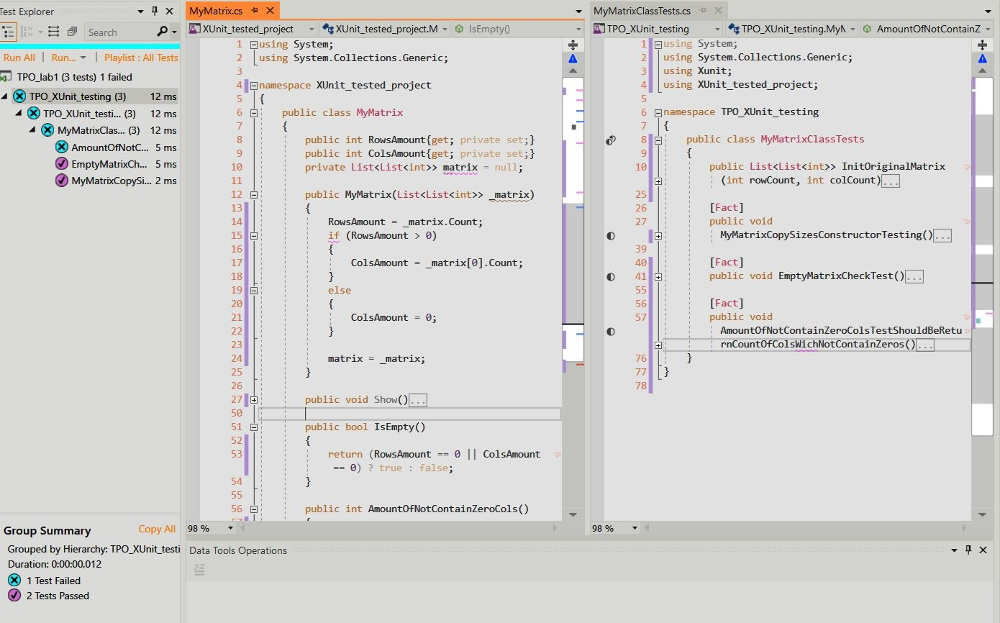 Test Explorer
Search
Run All | Run... | Playlist : All Tests
TPO_lab1 (3 tests) 1 failed
TPO_XUnit_testing (3) 12 ms
TPO_XUnit_testi... (3) 12 ms
MyMatrixClas... (3) 12 ms
AmountOfNotC... 5 ms
EmptyMatrixCh... 5 ms
MyMatrixCopySi... 2 ms
Group Summary
Copy All
Grouped by Hierarchy: TPO_XUnit_testi
Duration: 0:00:00,012
1 Test Failed
2 Tests Passed
MyMatrix.cs
XUnit_tested_project
XUnit_tested_project.M
IsEmpty()
1 using System;
2 using System.Collections.Generic;
3
4 namespace XUnit_tested_project
5 {
6 public class MyMatrix
7 {
8 public int RowsAmount{get; private set;}
9 public int ColsAmount{get; private set;}
10 private List<List<int>> matrix = null;
11
12 public MyMatrix(List<List<int>> _matrix)
13 {
14 RowsAmount = _matrix.Count;
15 if (RowsAmount > 0)
16 {
17 ColsAmount = _matrix[0].Count;
18 }
19 else
20 {
21 ColsAmount = 0;
22 }
23
24 matrix = _matrix;
25 }
26
27 public void Show()...
50
51 public bool IsEmpty()
52 {
53 return (RowsAmount == 0 || ColsAmount
== 0) ? true : false;
54 }
55
56 public int AmountOfNotContainZeroCols()
98 %
MyMatrixClassTests.cs
TPO_XUnit_testing
TPO_XUnit_testing.MyM
AmountOfNotContainZ
1 using System;
2 using System.Collections.Generic;
3 using Xunit;
4 using XUnit_tested_project;
5
6 namespace TPO_XUnit_testing
7 {
8 public class MyMatrixClassTests
9 {
10 public List<List<int>> InitOriginalMatrix
(int rowCount, int colCount)...
25
26 [Fact]
27 public void
MyMatrixCopySizesConstructorTesting()...
39
40 [Fact]
41 public void EmptyMatrixCheckTest()...
55
56 [Fact]
57 public void
AmountOfNotContainZeroColsTestShouldBeRetu
rnCountOfColsWichNotContainZeros()...
76 }
77 }
78
98 %
Data Tools Operations